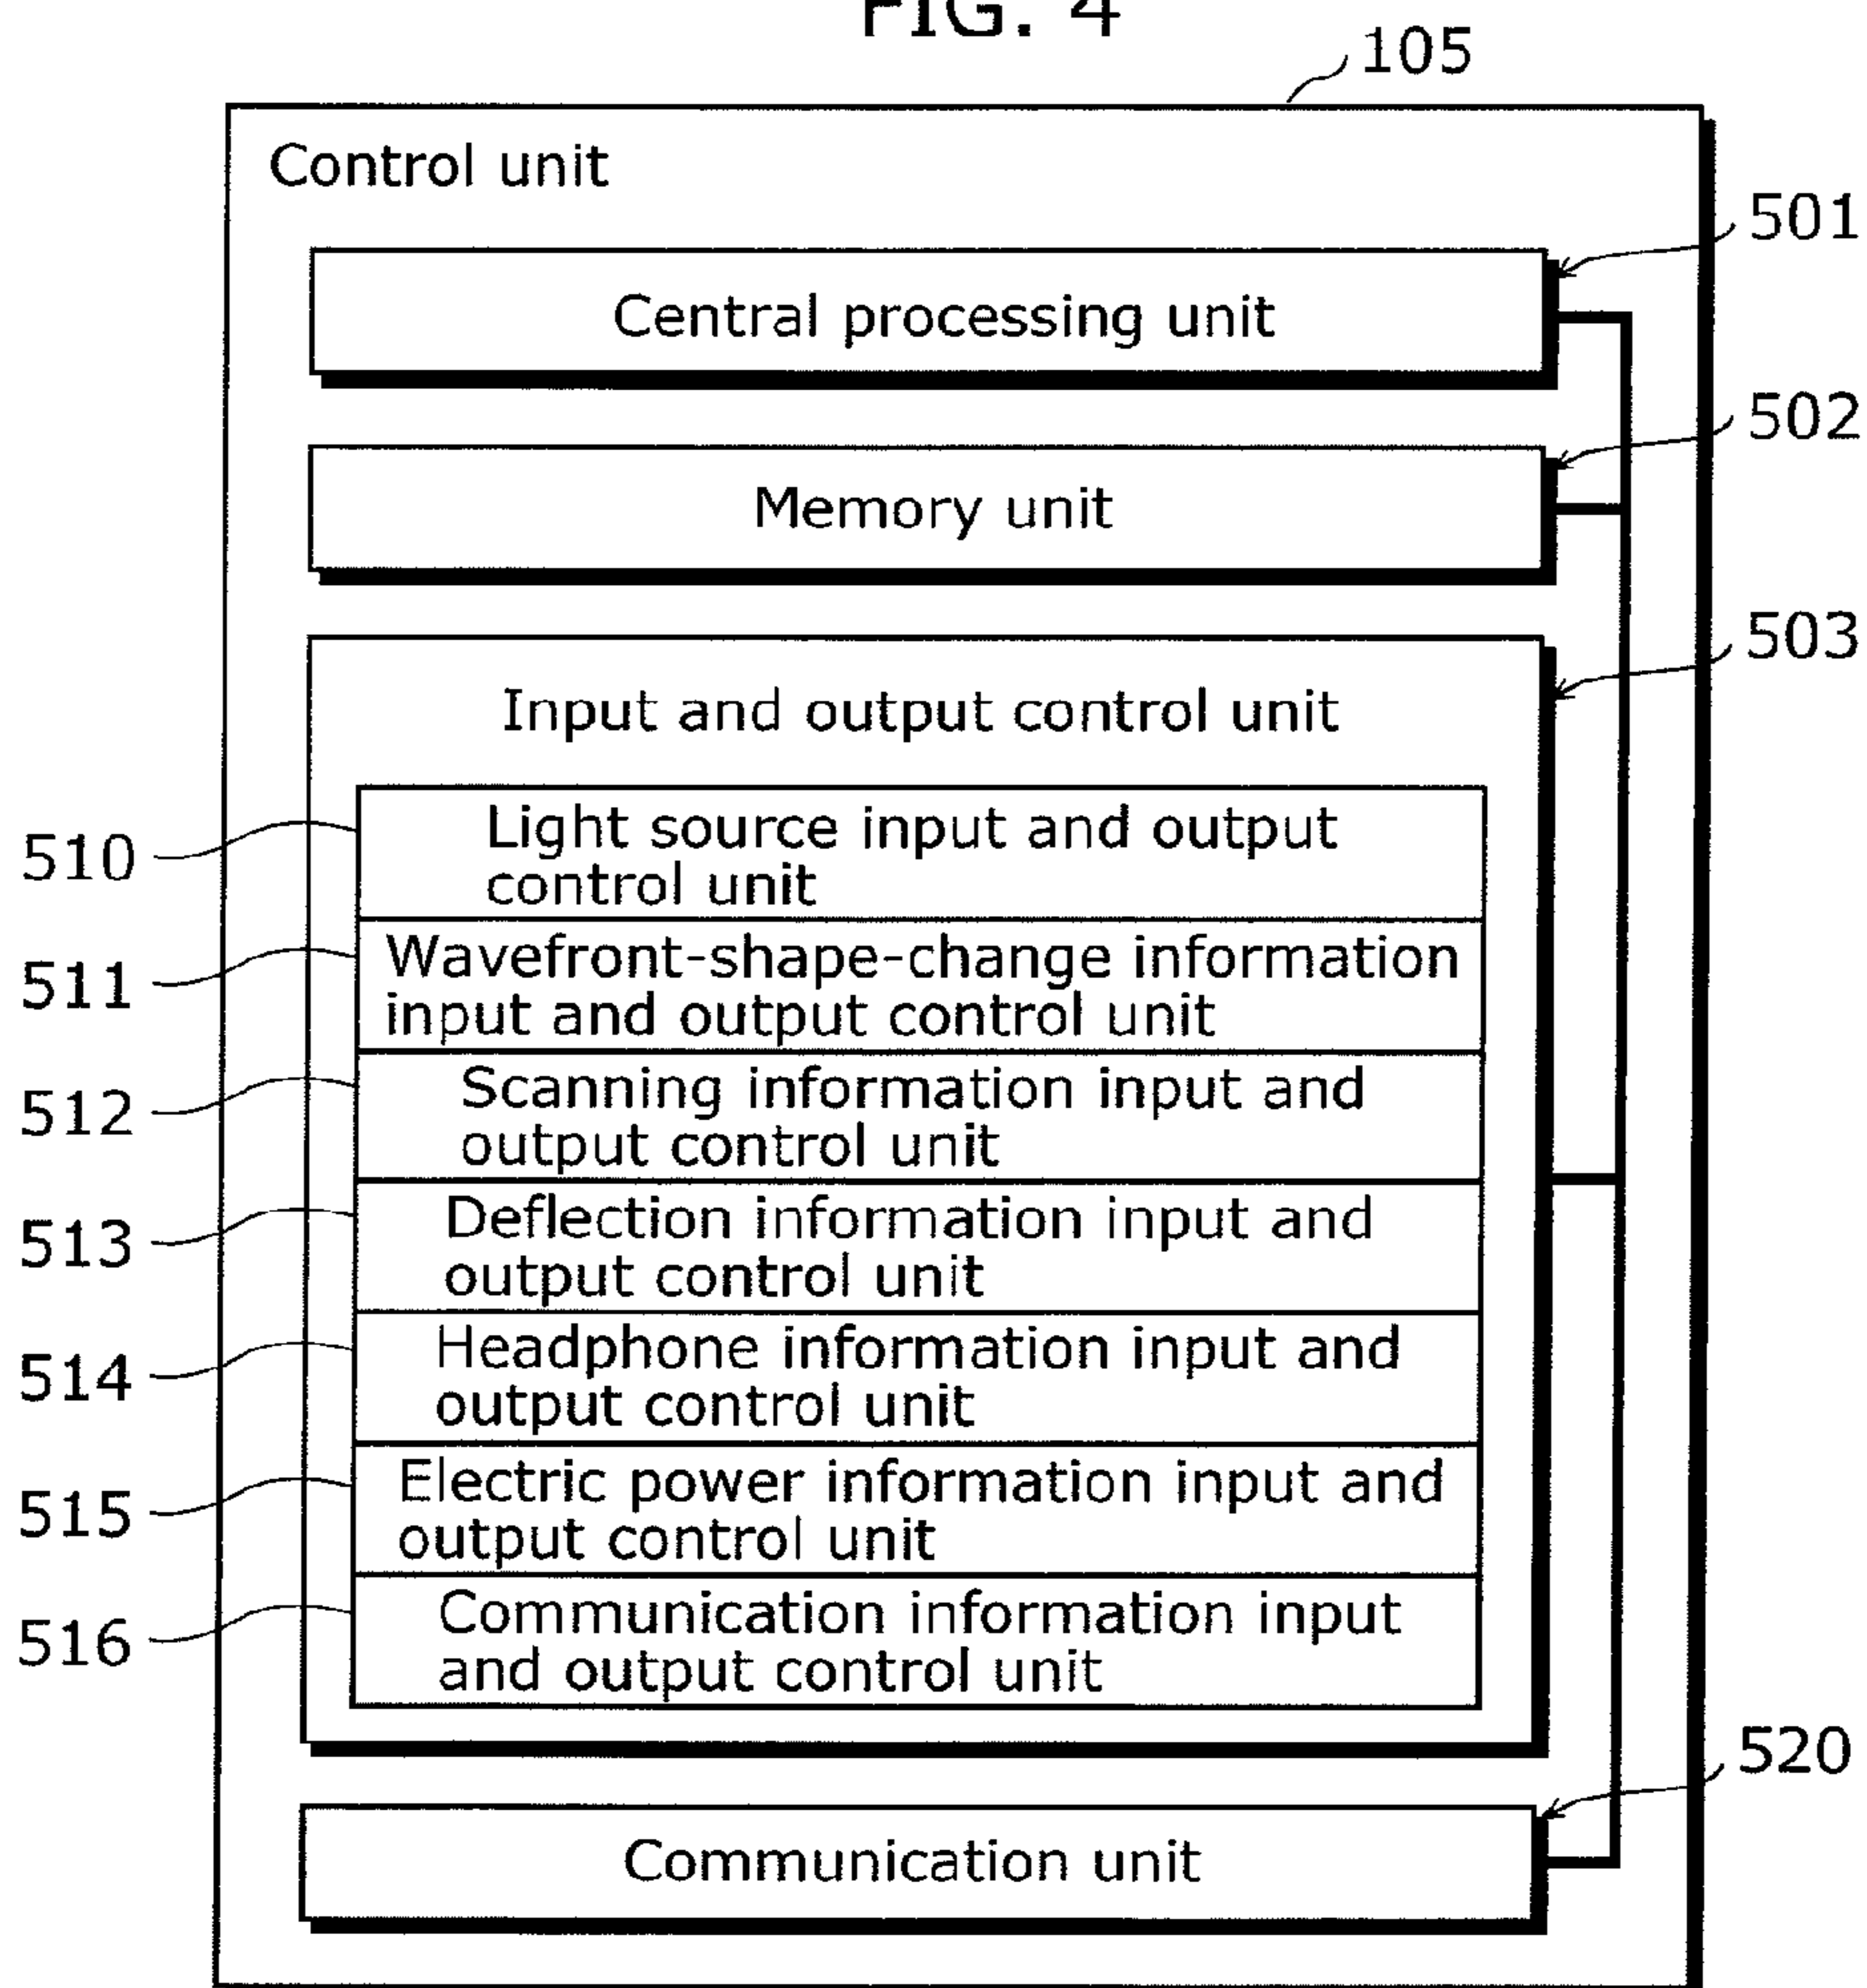 FIG. 4
105
Control unit
501
Central processing unit
502
Memory unit
503
Input and output control unit
510
Light source input and output
control unit
511
Wavefront-shape-change information
input and output control unit
512
Scanning information input and
output control unit
513
Deflection information input and
output control unit
514
Headphone information input and
output control unit
515
Electric power information input and
output control unit
516
Communication information input
and output control unit
520
Communication unit